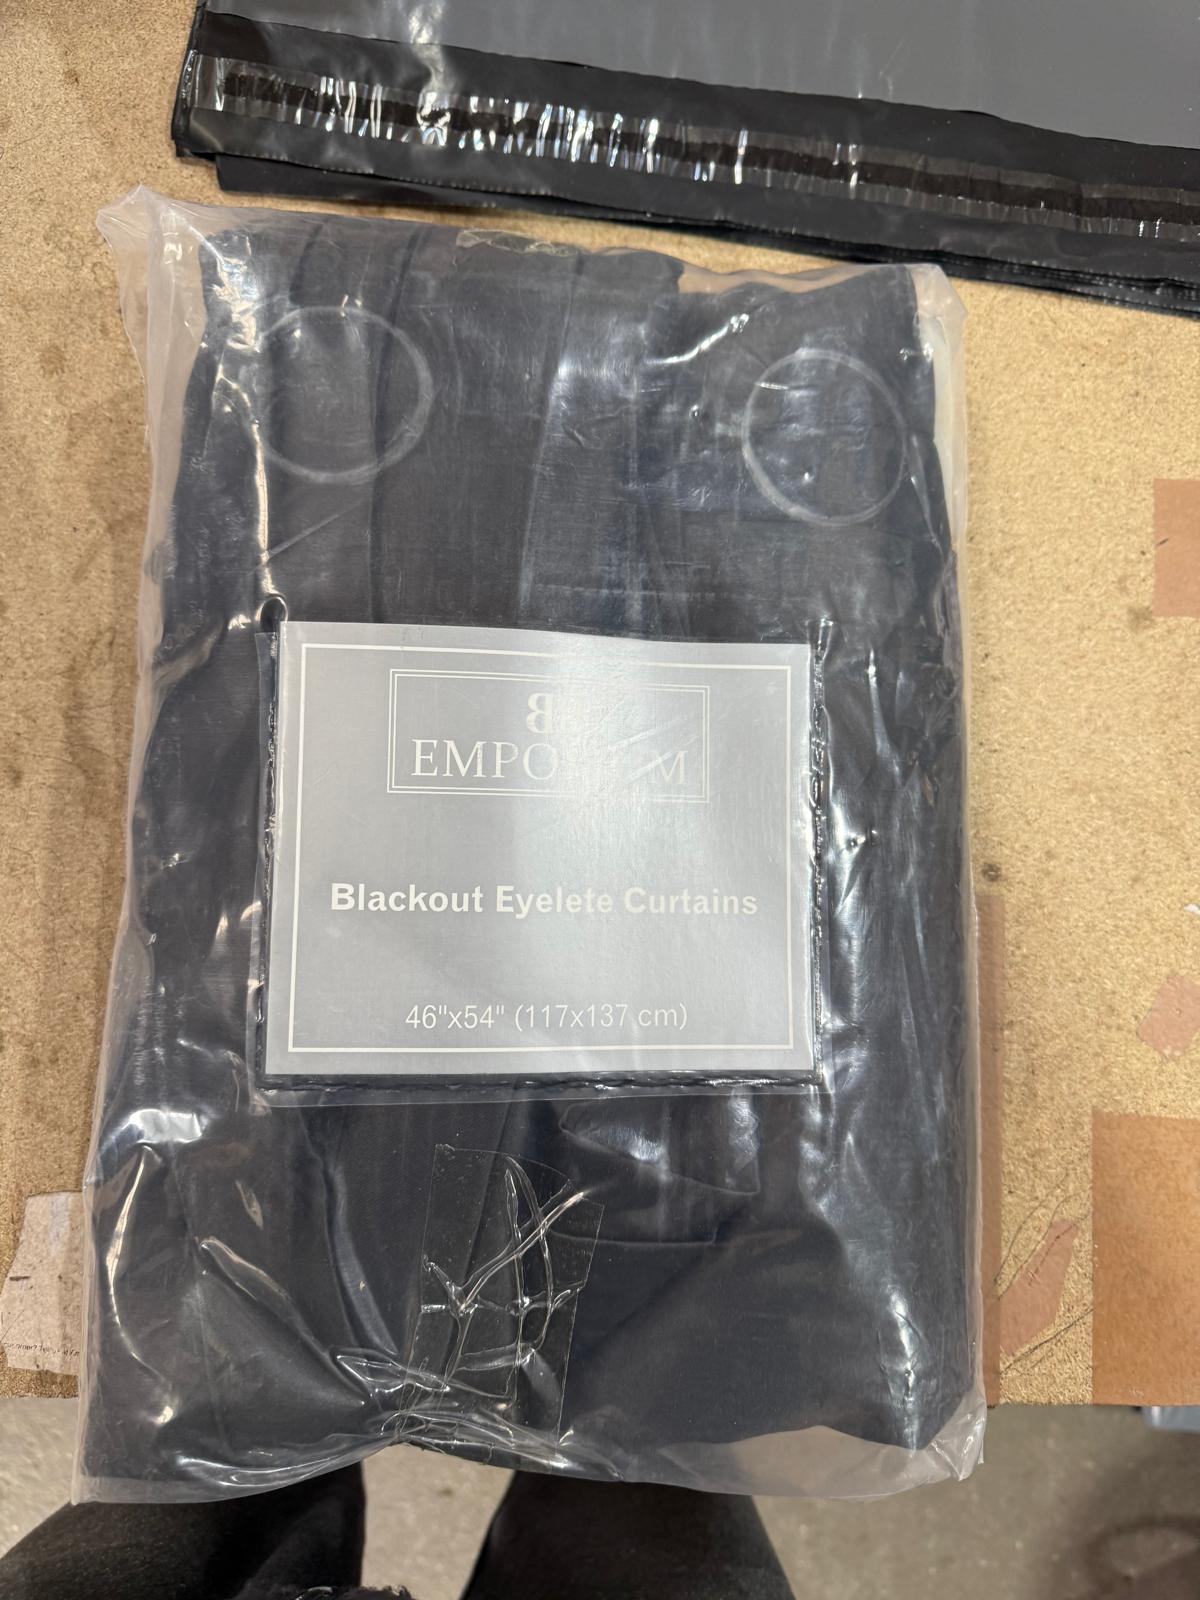 B
Blackout Eyelete Curtains
46"x54" (117x137 cm)